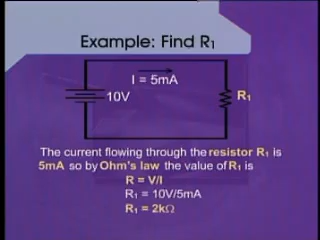 Example: Find R₁
I = 5mA
10V
R₁
The current flowing through the resistor R₁ is
5mA so by Ohm's law the value of R₁ is
R = V/I
R₁ = 10V/5mA
R₁ = 2kΩ